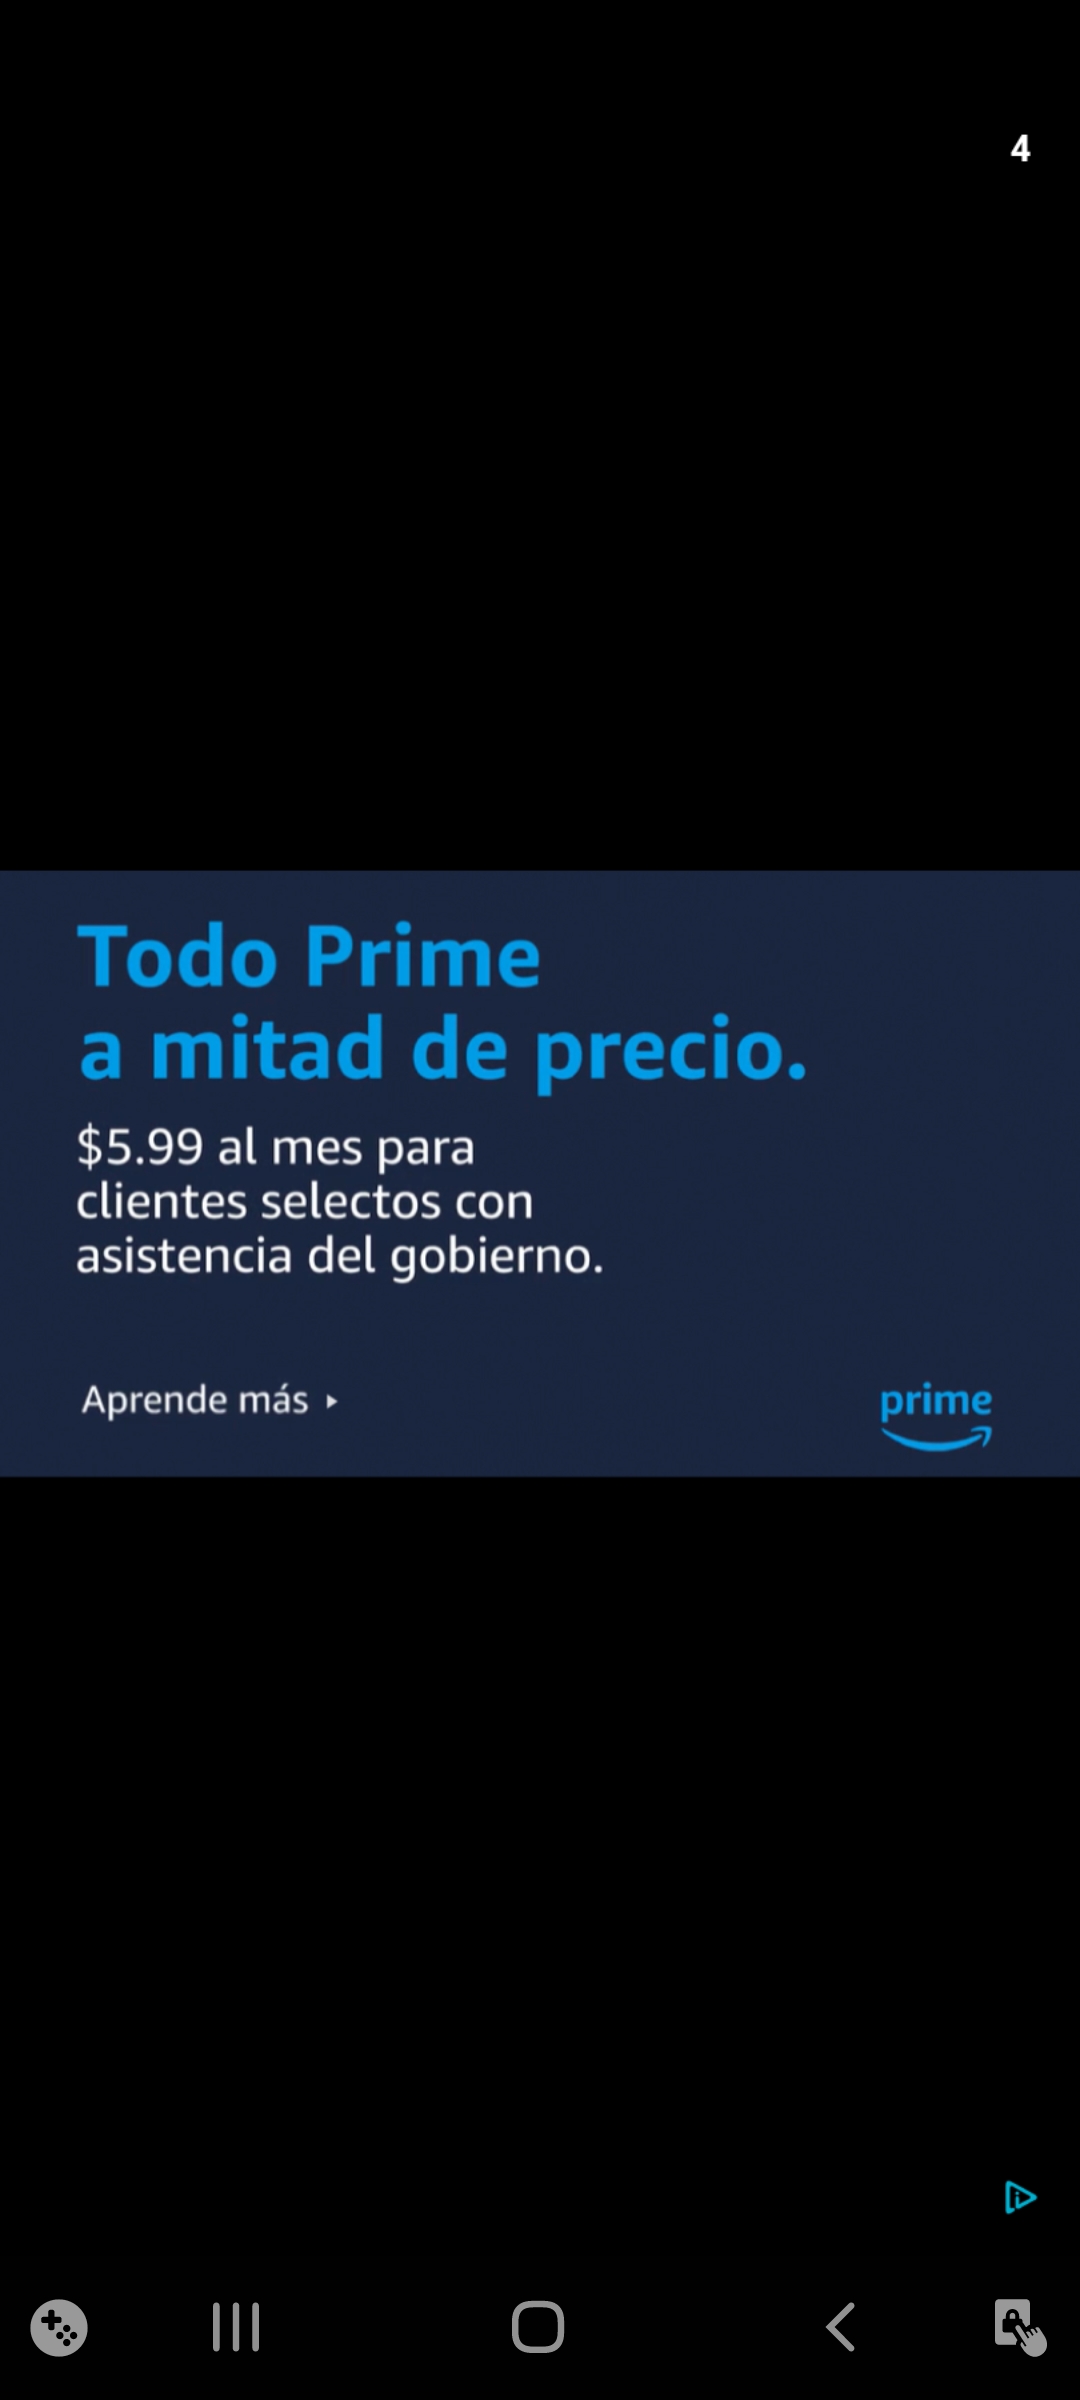 4
Todo Prime
a mitad de precio.
$5.99 al mes para
clientes selectos con
asistencia del gobierno.
Aprende más
prime